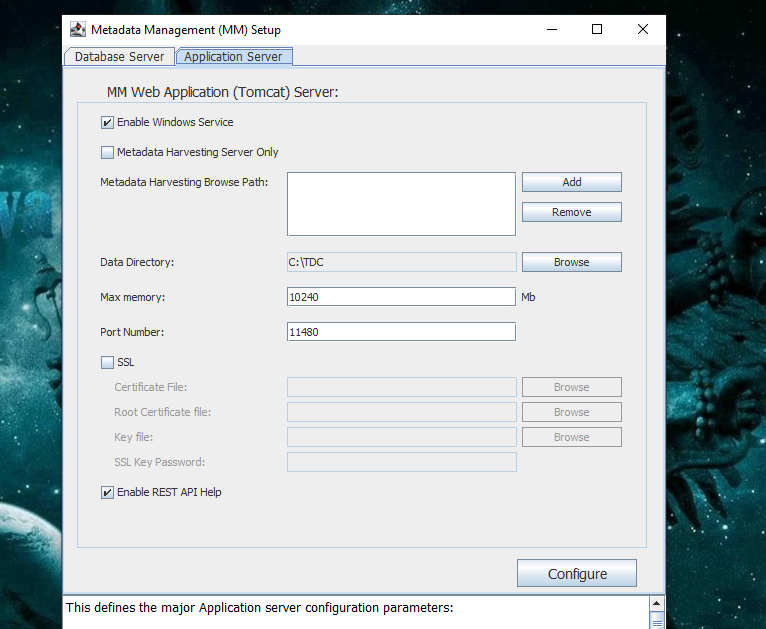 Metadata Management (MM) Setup
Database Server Application Server
MM Web Application (Tomcat) Server:
Enable Windows Service
Metadata Harvesting Server Only
Metadata Harvesting Browse Path: Add
Remove
Data Directory: C:\TDC Browse
Max memory: 10240 Mb
Port Number: 11480
SSL
Certificate File: Browse
Root Certificate file: Browse
Key file: Browse
SSL Key Password:
Enable REST API Help
Configure
This defines the major Application server configuration parameters: